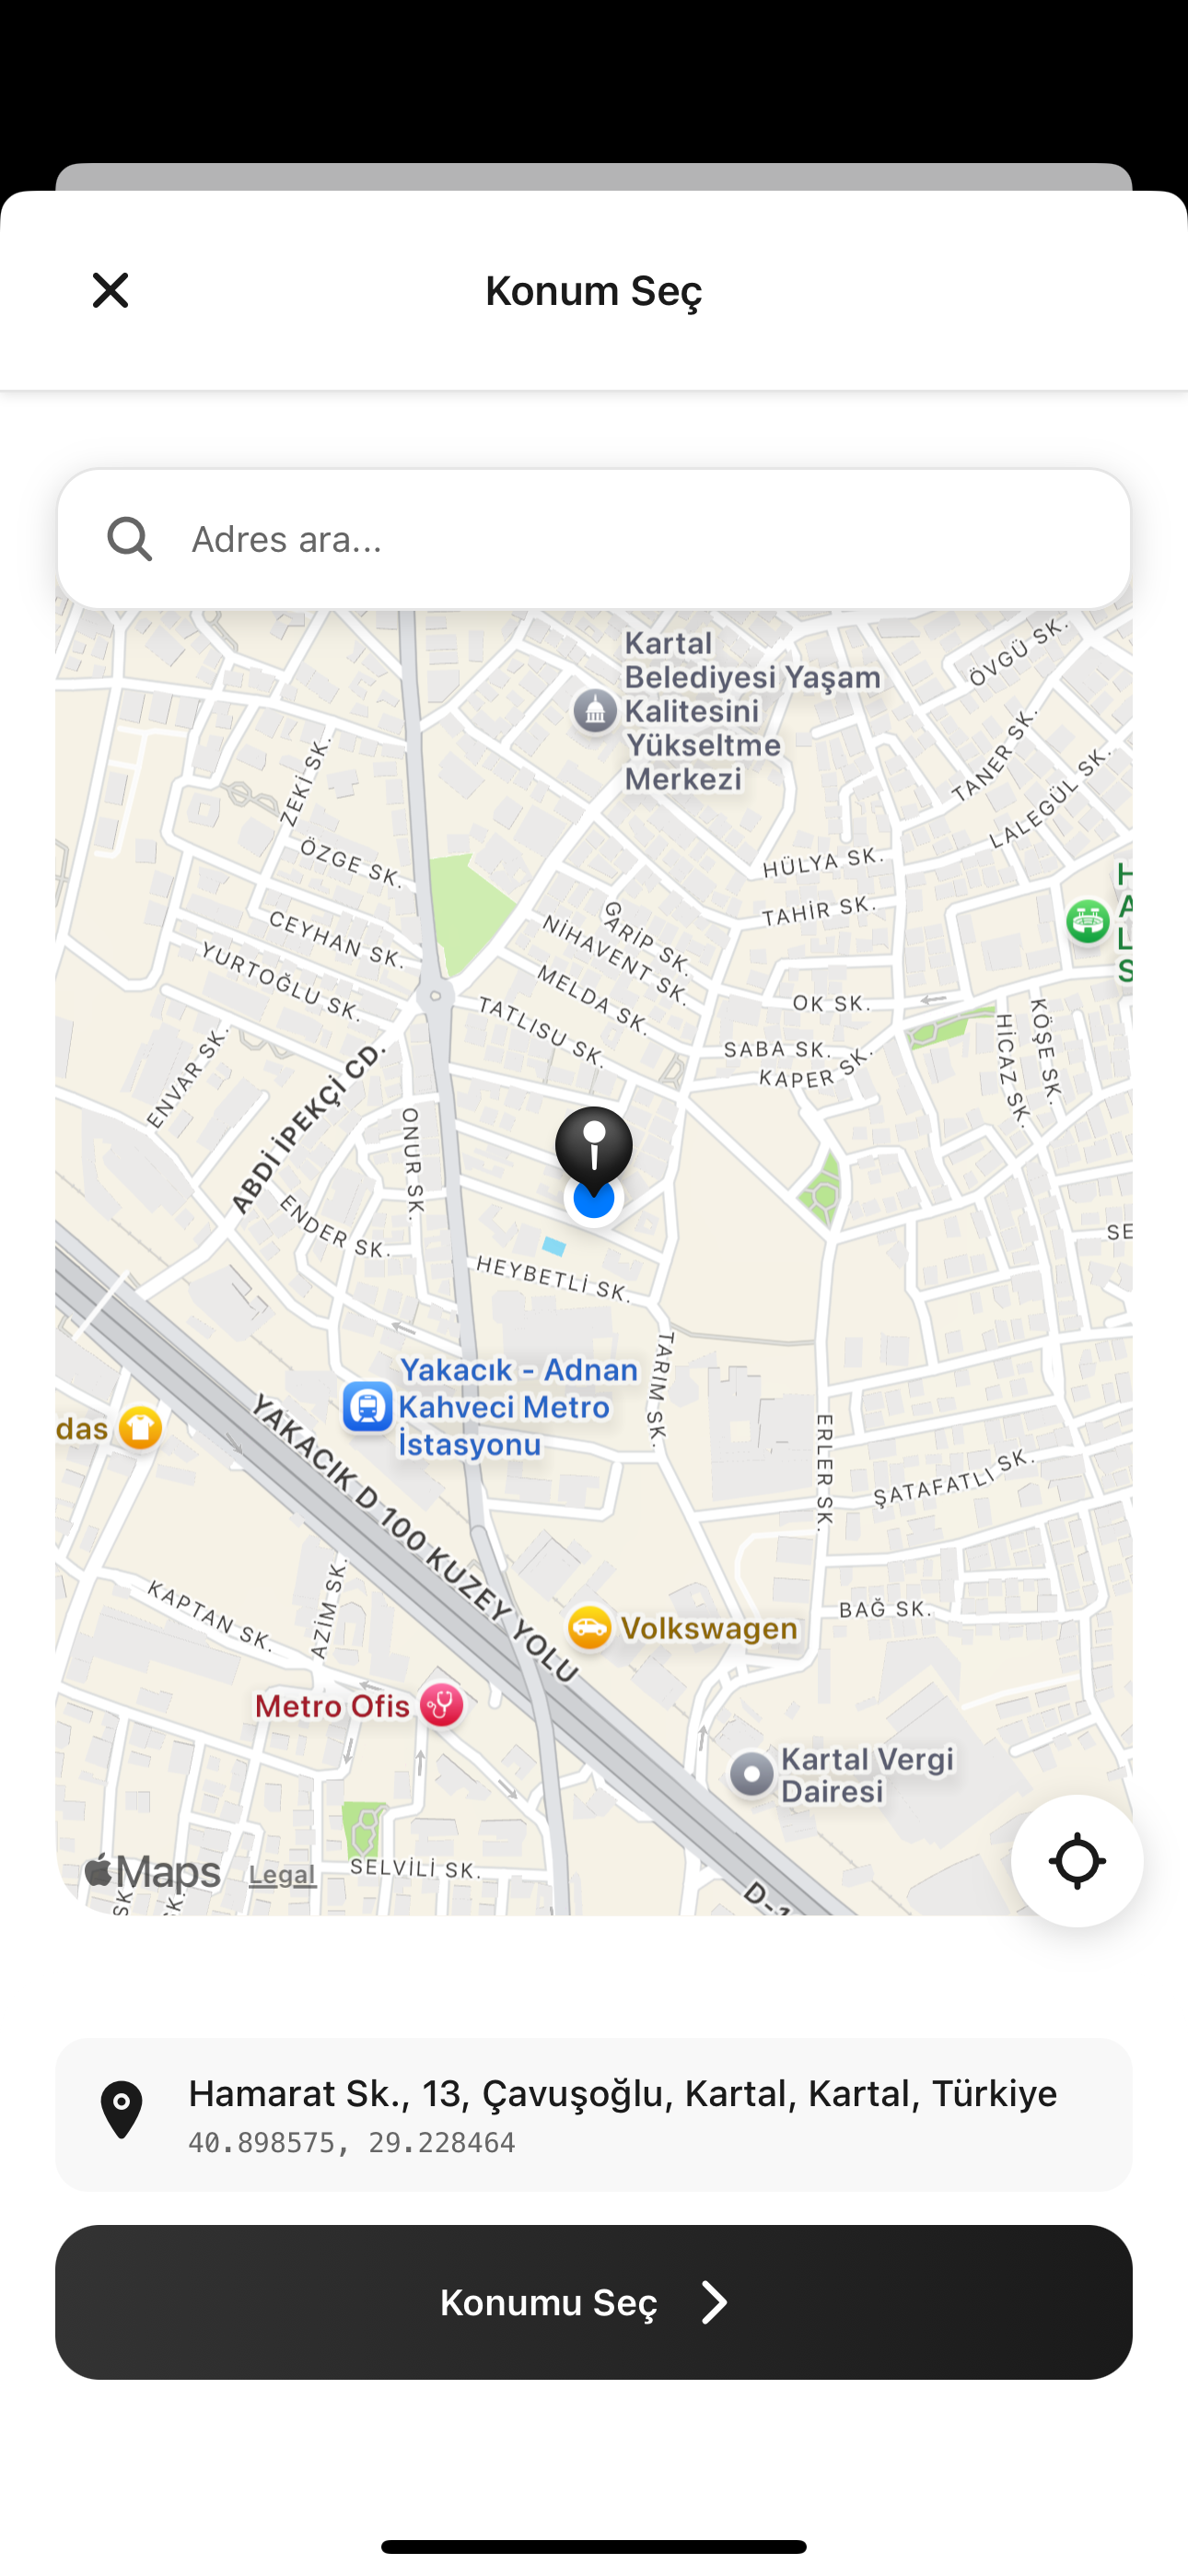 Konum Seç
Adres ara...
Kartal
Belediyesi Yaşam
Kalitesini
Yükseltme
Merkezi
ÖVGÜ SK.
TANER SK.
LALEGÜL SK.
ZEKİ SK.
ÖZGE SK.
HÜLYA SK.
TAHİR SK.
H
A
L
S
CEYHAN SK.
GARİP SK.
NİHAVENT SK.
YURTOĞLU SK.
MELDA SK.
OK SK.
TATLISU SK.
KÖŞE SK.
HİCAZ SK.
SABA SK.
KAPER SK.
ENVAR SK.
ABDİ İPEKÇİ CD.
ONUR SK.
ENDER SK.
SE
HEYBETLİ SK.
TARIM SK.
Yakacık - Adnan
Kahveci Metro
İstasyonu
das
YAKACIK D 100 KUZEY YOLU
ERLER SK.
ŞATAFATLI SK.
KAPTAN SK.
AZİM SK.
BAĞ SK.
Volkswagen
Metro Ofis
Kartal Vergi
Dairesi
Maps
Legal
SELVİLİ SK.
SK
SK.
D-1
Hamarat Sk., 13, Çavuşoğlu, Kartal, Kartal, Türkiye
40.898575, 29.228464
Konumu Seç